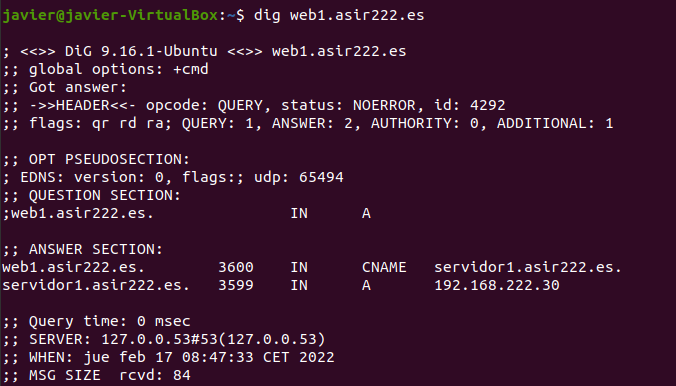 javier@javier-VirtualBox:~$ dig web1.asir222.es

; <<>> DiG 9.16.1-Ubuntu <<>> web1.asir222.es
;; global options: +cmd
;; Got answer:
;; ->>HEADER<<- opcode: QUERY, status: NOERROR, id: 4292
;; flags: qr rd ra; QUERY: 1, ANSWER: 2, AUTHORITY: 0, ADDITIONAL: 1

;; OPT PSEUDOSECTION:
; EDNS: version: 0, flags:; udp: 65494
;; QUESTION SECTION:
;web1.asir222.es.		IN	A

;; ANSWER SECTION:
web1.asir222.es.	3600	IN	CNAME	servidor1.asir222.es.
servidor1.asir222.es.	3599	IN	A	192.168.222.30

;; Query time: 0 msec
;; SERVER: 127.0.0.53#53(127.0.0.53)
;; WHEN: jue feb 17 08:47:33 CET 2022
;; MSG SIZE  rcvd: 84